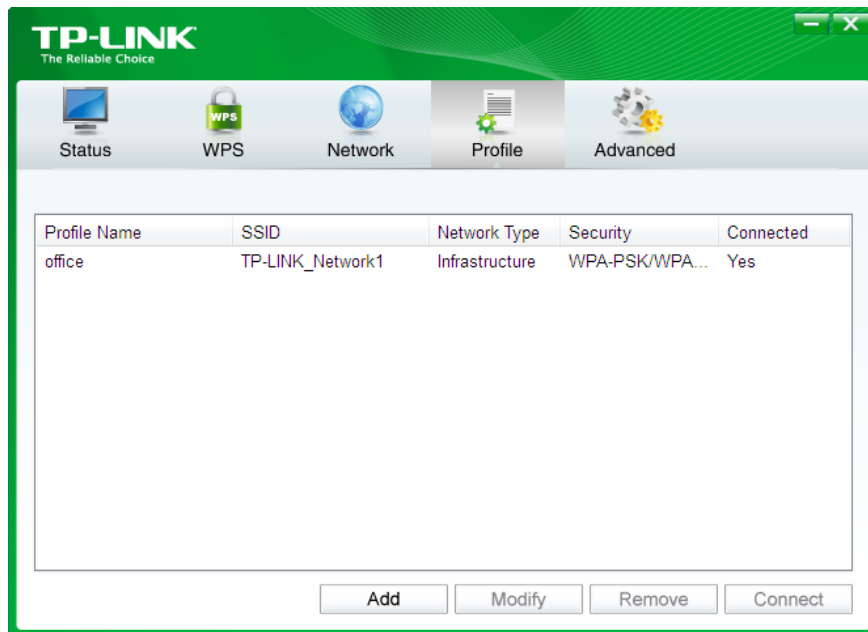 TP-LINK
The Reliable Choice
WPS
Status WPS Network Profile Advanced
Profile Name SSID Network Type Security Connected
office TP-LINK_Network1 Infrastructure WPA-PSK/WPA... Yes
Add Modify Remove Connect